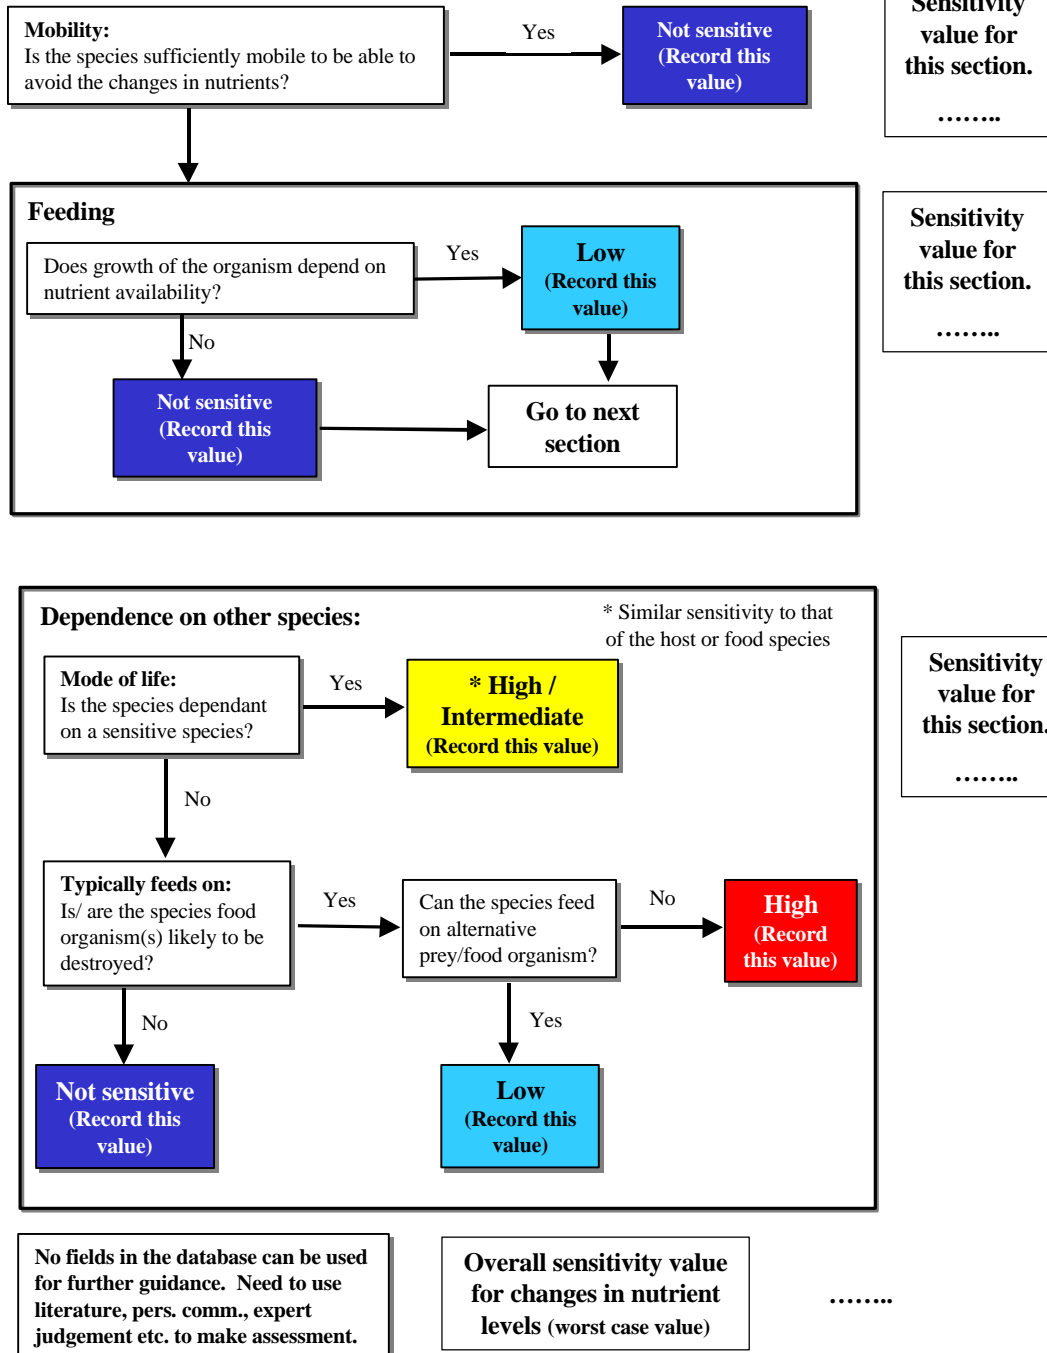 Mobility:
Is the species sufficiently mobile to be able to
avoid the changes in nutrients?
Yes
Not sensitive
(Record this
value)
Sensitivity
value for
this section.
……..
Feeding
Does growth of the organism depend on
nutrient availability?
Yes
Low
(Record this
value)
No
Not sensitive
(Record this
value)
Go to next
section
Sensitivity
value for
this section.
……..
Dependence on other species:
* Similar sensitivity to that
of the host or food species
Mode of life:
Is the species dependant
on a sensitive species?
Yes
* High /
Intermediate
(Record this value)
Sensitivity
value for
this section.
……..
No
Typically feeds on:
Is/ are the species food
organism(s) likely to be
destroyed?
Yes
Can the species feed
on alternative
prey/food organism?
No
High
(Record
this value)
No
Yes
Not sensitive
(Record this
value)
Low
(Record this
value)
No fields in the database can be used
for further guidance.  Need to use
literature, pers. comm., expert
judgement etc. to make assessment.
Overall sensitivity value
for changes in nutrient
levels (worst case value)
……..